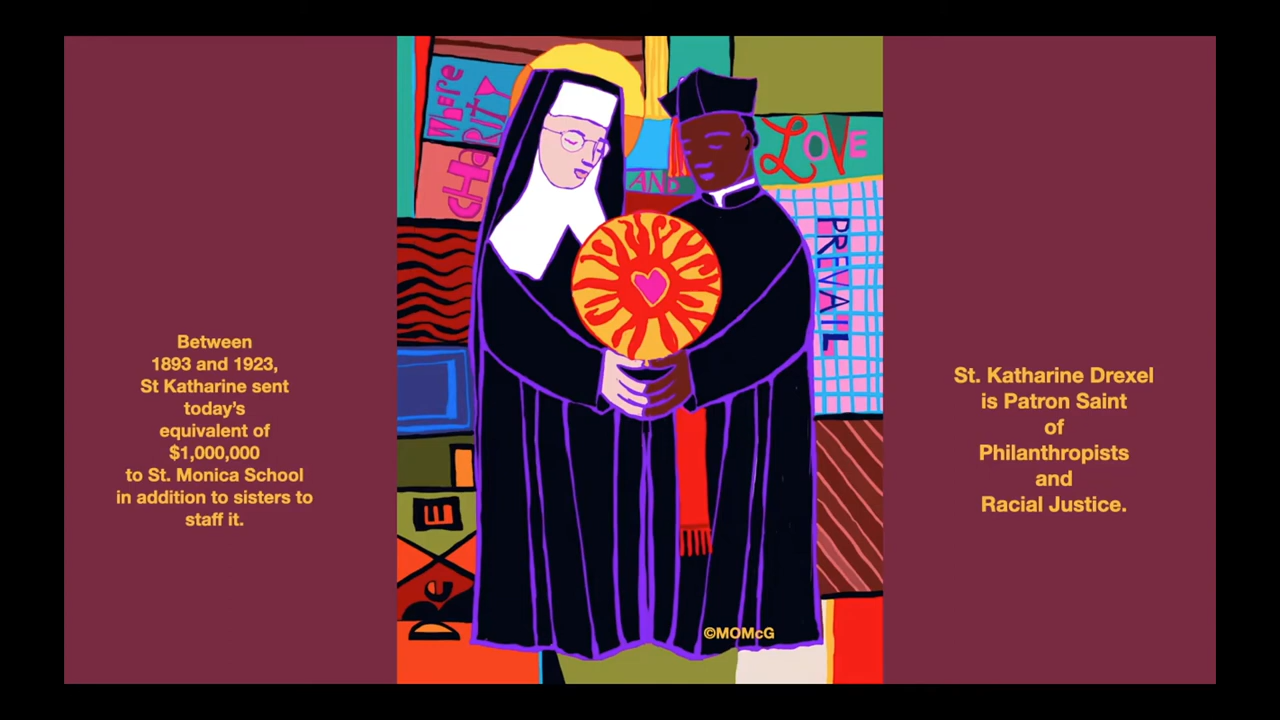 Between
1893 and 1923,
St Katharine sent
today's
equivalent of
$1,000,000
to St. Monica School
in addition to sisters to
staff it.
WHere
CHaRITY
AND
LOVE
PREVAIL
DReXE
©MOMcG
St. Katharine Drexel
is Patron Saint
of
Philanthropists
and
Racial Justice.